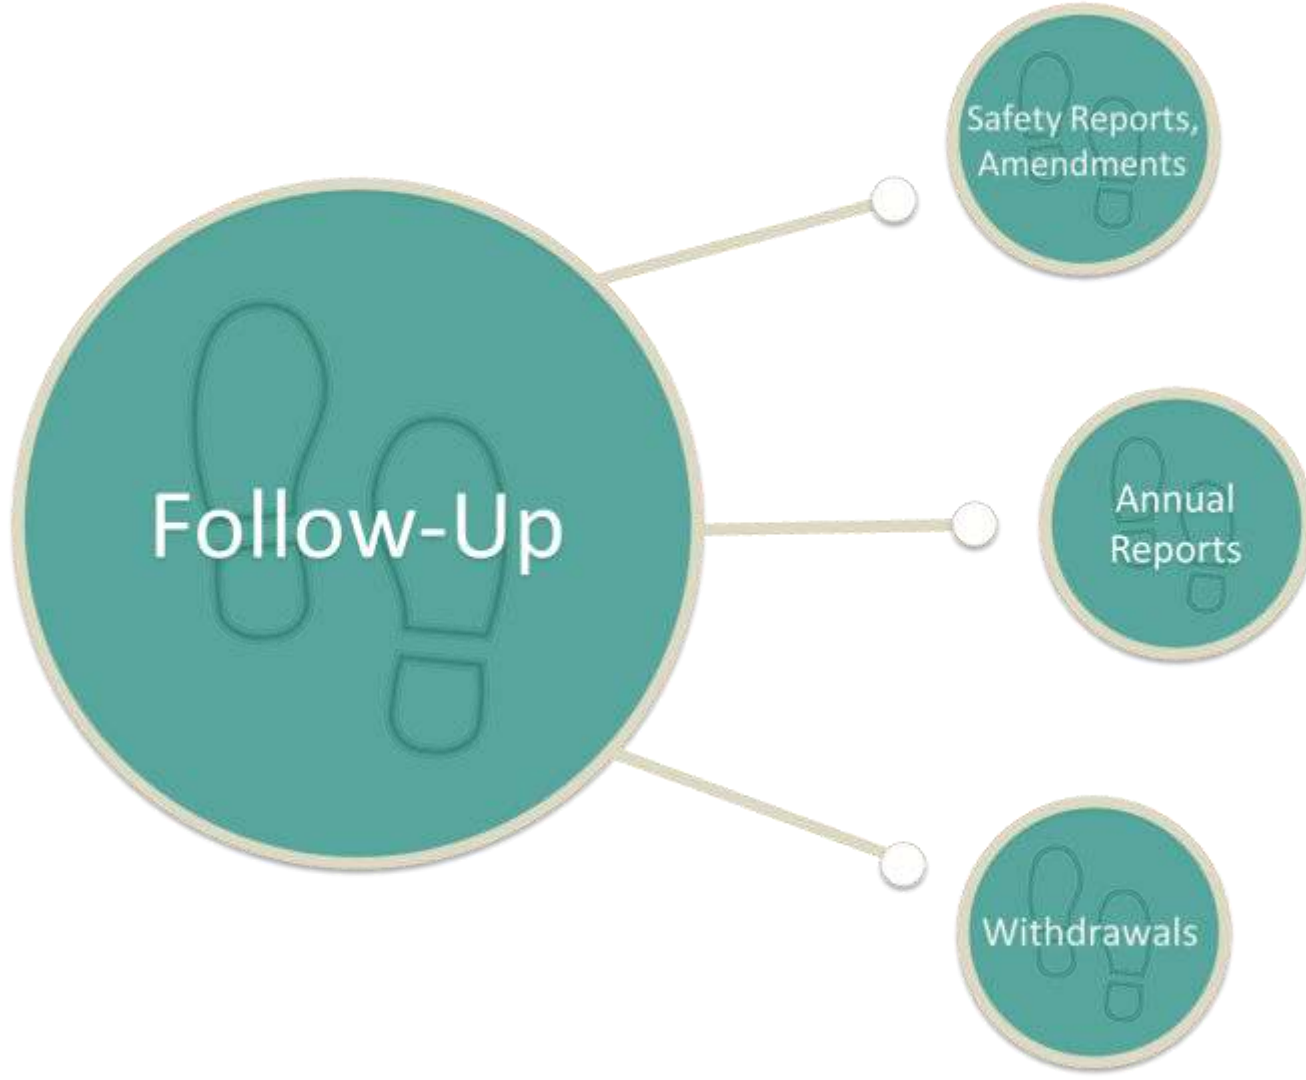 Safety Reports,
Amendments
Follow-Up
Annual
Reports
Withdrawals